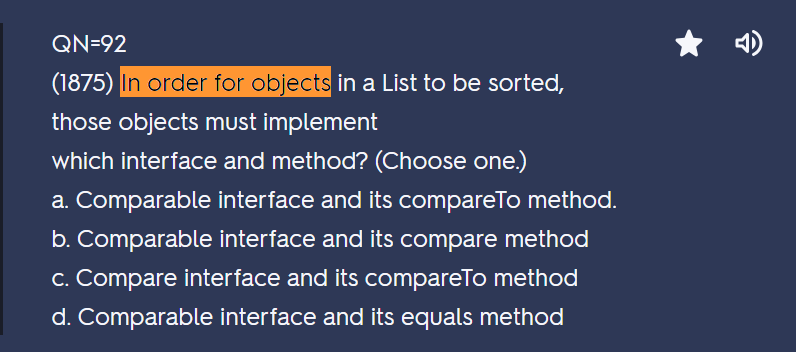 QN=92
(1875) In order for objects in a List to be sorted,
those objects must implement
which interface and method? (Choose one.)
a. Comparable interface and its compareTo method.
b. Comparable interface and its compare method
c. Compare interface and its compareTo method
d. Comparable interface and its equals method